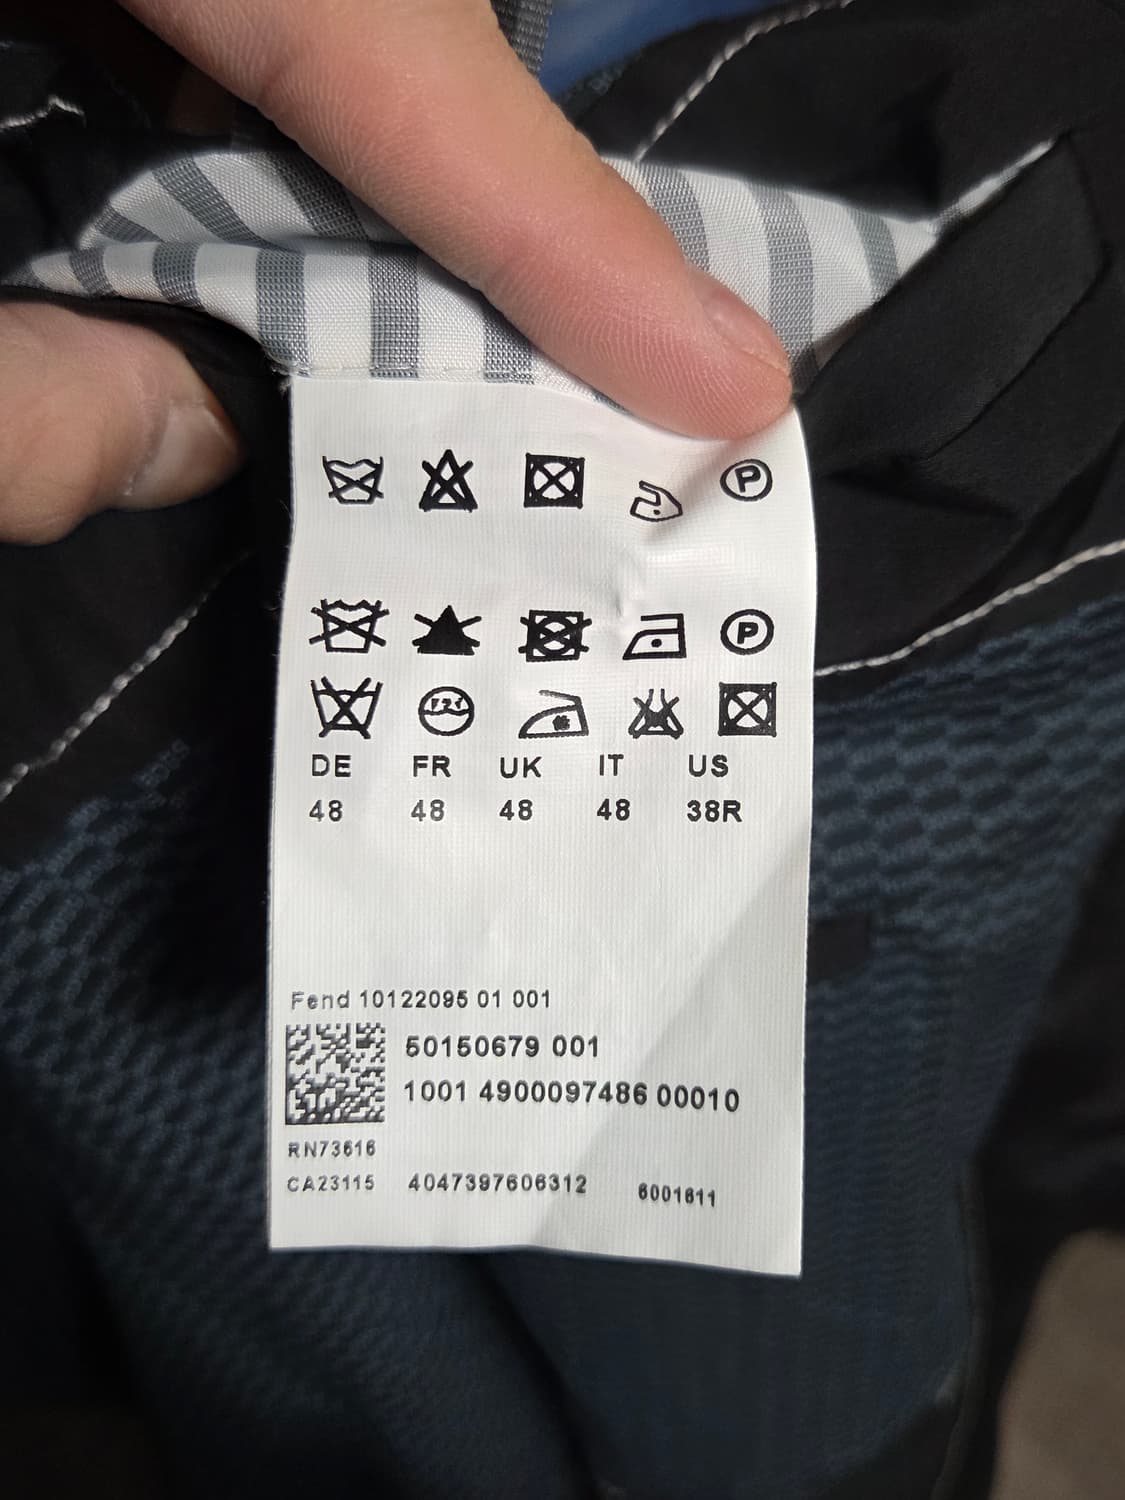 P
P
DE FR UK IT US
48 48 48 48 38R
Fend 10122095 01 001
50150679 001
1001 4900097486 00010
RN73616
CA23115 4047397606312 6001611